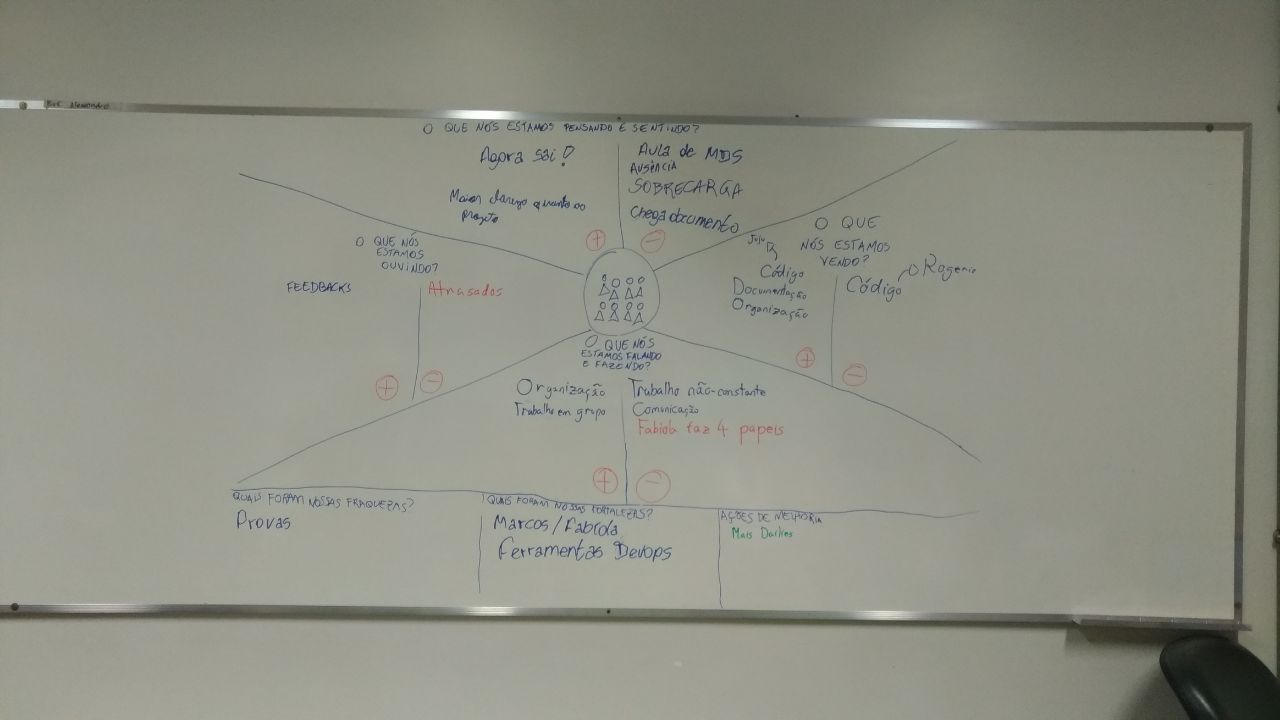 O QUE NÓS ESTAMOS PENSANDO E SENTINDO?
Agora sai!
Maior clareza quanto ao
projeto
+
Aula de MDS
AUSÊNCIA
SOBRECARGA
Chega documento
-
O QUE NÓS
ESTAMOS
OUVINDO?
FEEDBACKS
+
Atrasados
-
O QUE
NÓS ESTAMOS
VENDO?
Juju
Código
Documentação
Organização
+
Código
Rogerio
-
O QUE NÓS
ESTAMOS FALANDO
E FAZENDO?
Organização
Trabalho em grupo
+
Trabalho não-constante
Comunicação
Fabiola faz 4 papeis
-
QUAIS FORAM NOSSAS FRAQUEZAS?
Provas
QUAIS FORAM NOSSAS FORTALEZAS?
Marcos/Fabiola
Ferramentas Devops
AÇÕES DE MELHORIA
Mais Dailies